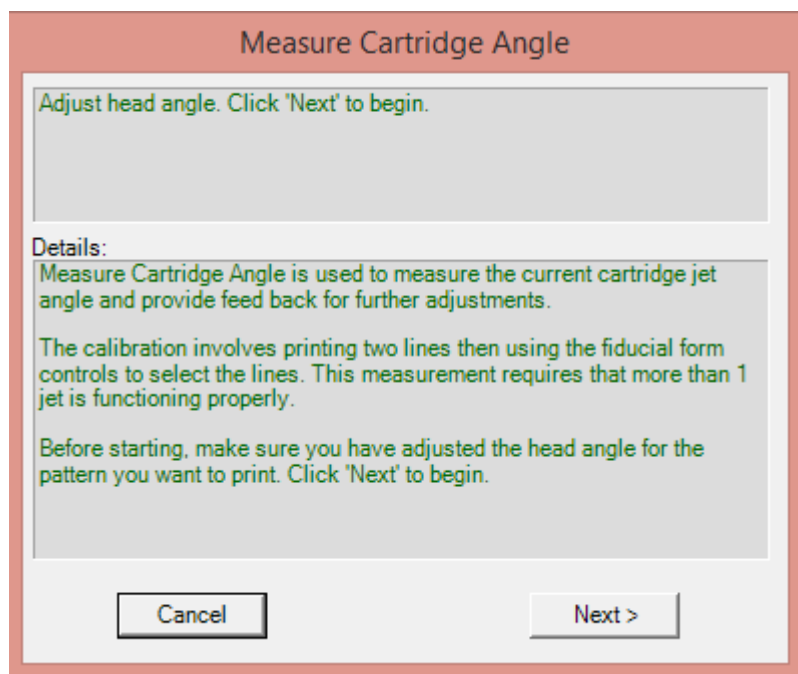 Measure Cartridge Angle
Adjust head angle. Click 'Next' to begin.
Details:
Measure Cartridge Angle is used to measure the current cartridge jet
angle and provide feed back for further adjustments.
The calibration involves printing two lines then using the fiducial form
controls to select the lines. This measurement requires that more than 1
jet is functioning properly.
Before starting, make sure you have adjusted the head angle for the
pattern you want to print. Click 'Next' to begin.
Cancel
Next >